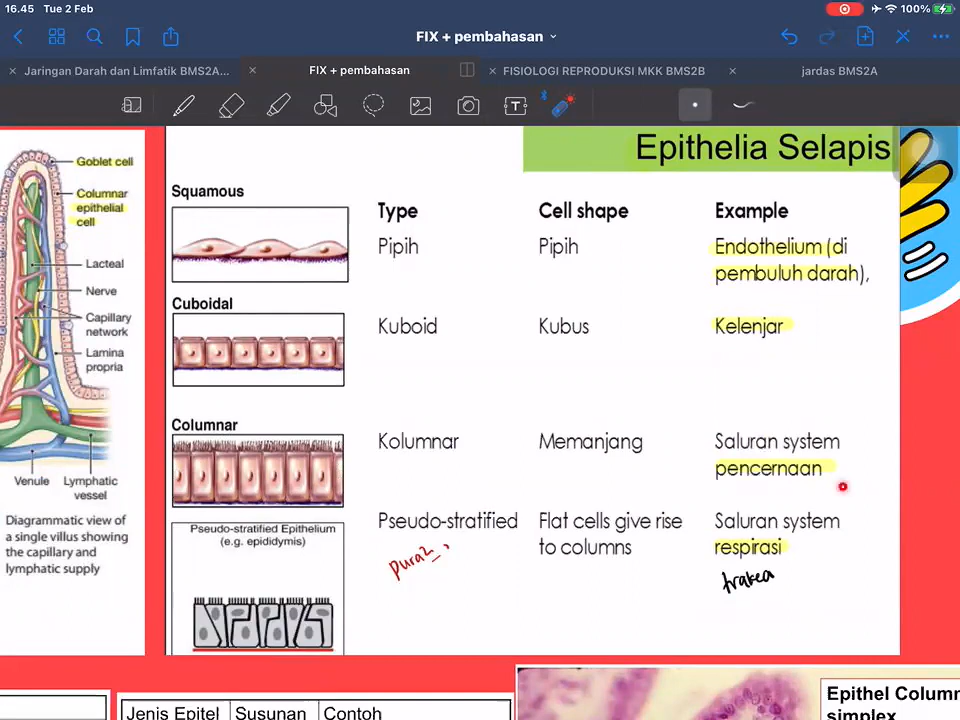 16.45 Tue 2 Feb
100%
FIX + pembahasan
Jaringan Darah dan Limfatik BMS2A...
FIX + pembahasan
FISIOLOGI REPRODUKSI MKK BMS2B
jardas BMS2A
Epithelia Selapis
Goblet cell
Columnar
epithelial
cell
Lacteal
Nerve
Capillary
network
Lamina
propria
Venule
Lymphatic
vessel
Diagrammatic view of
a single villus showing
the capillary and
lymphatic supply
Squamous
Type
Cell shape
Example
Pipih
Pipih
Endothelium (di
pembuluh darah),
Cuboidal
Kuboid
Kubus
Kelenjar
Columnar
Kolumnar
Memanjang
Saluran system
pencernaan
Pseudo-stratified Epithelium
(e.g. epididymis)
Pseudo-stratified
Flat cells give rise
to columns
Saluran system
respirasi
pura2
trakea
Jenis Epitel
Susunan
Contoh
Epithel Column
simplex